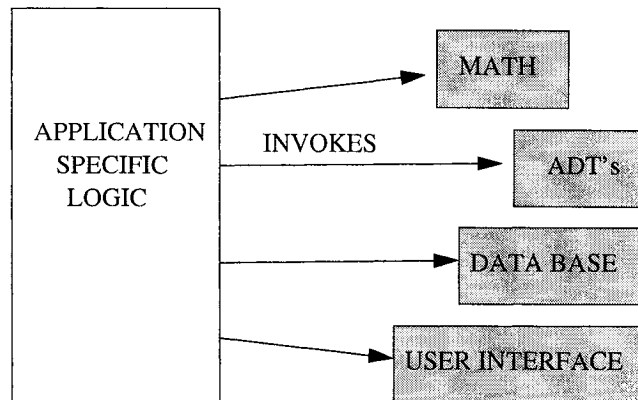 APPLICATION
SPECIFIC
LOGIC
INVOKES
MATH
ADT's
DATA BASE
USER INTERFACE